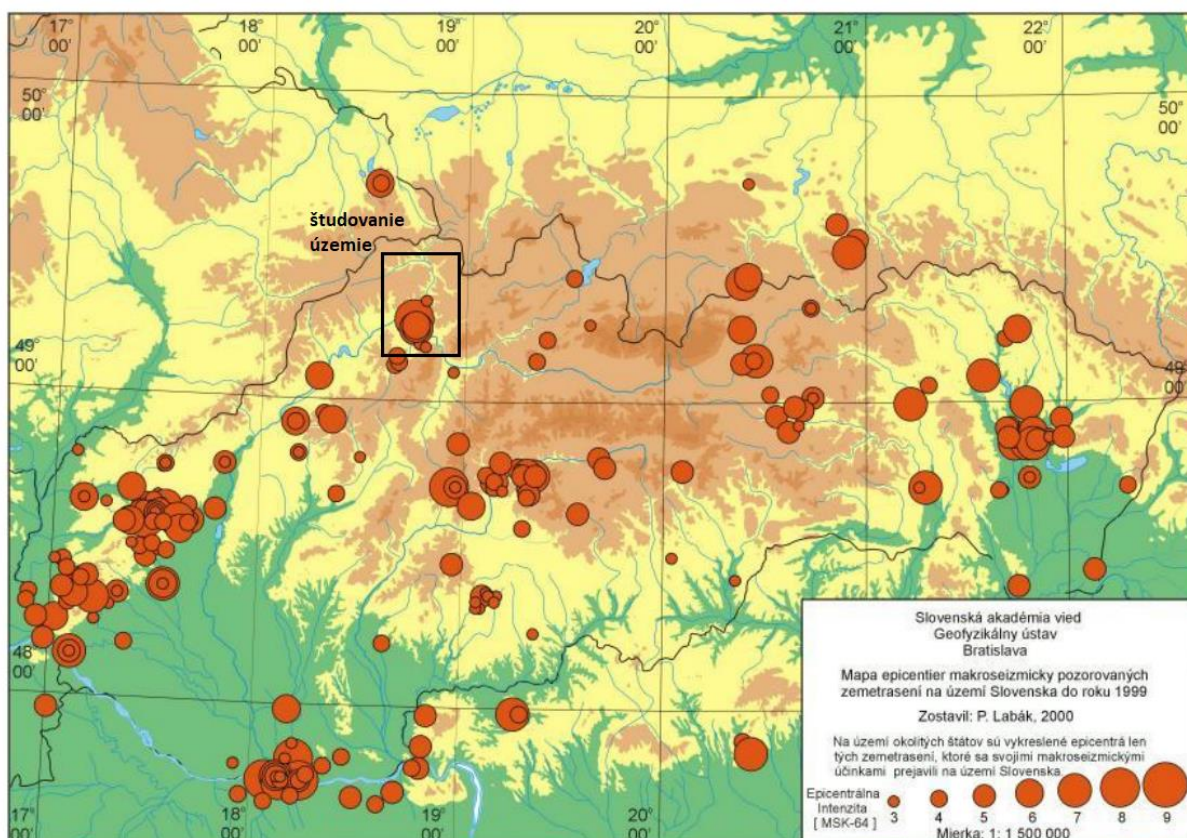 17°
00'
18°
00'
19°
00'
20°
00'
21°
00'
22°
00'
50°
00'
50°
00'
študovanie
územie
49°
00'
49°
00'
48°
00'
17°
00'
18°
00'
19°
00'
20°
00'
Slovenská akadémia vied
Geofyzikálny ústav
Bratislava
Mapa epicentier makroseizmicky pozorovaných
zemetrasení na území Slovenska do roku 1999
Zostavil: P. Labák, 2000
Na území okolitých štátov sú vykreslené epicentrá len
tých zemetrasení, ktoré sa svojimi makroseizmickými
účinkami prejavili na území Slovenska.
Epicentrálna
Intenzita
[ MSK-64 ]
3 4 5 6 7 8 9
Mierka: 1: 1 500 000